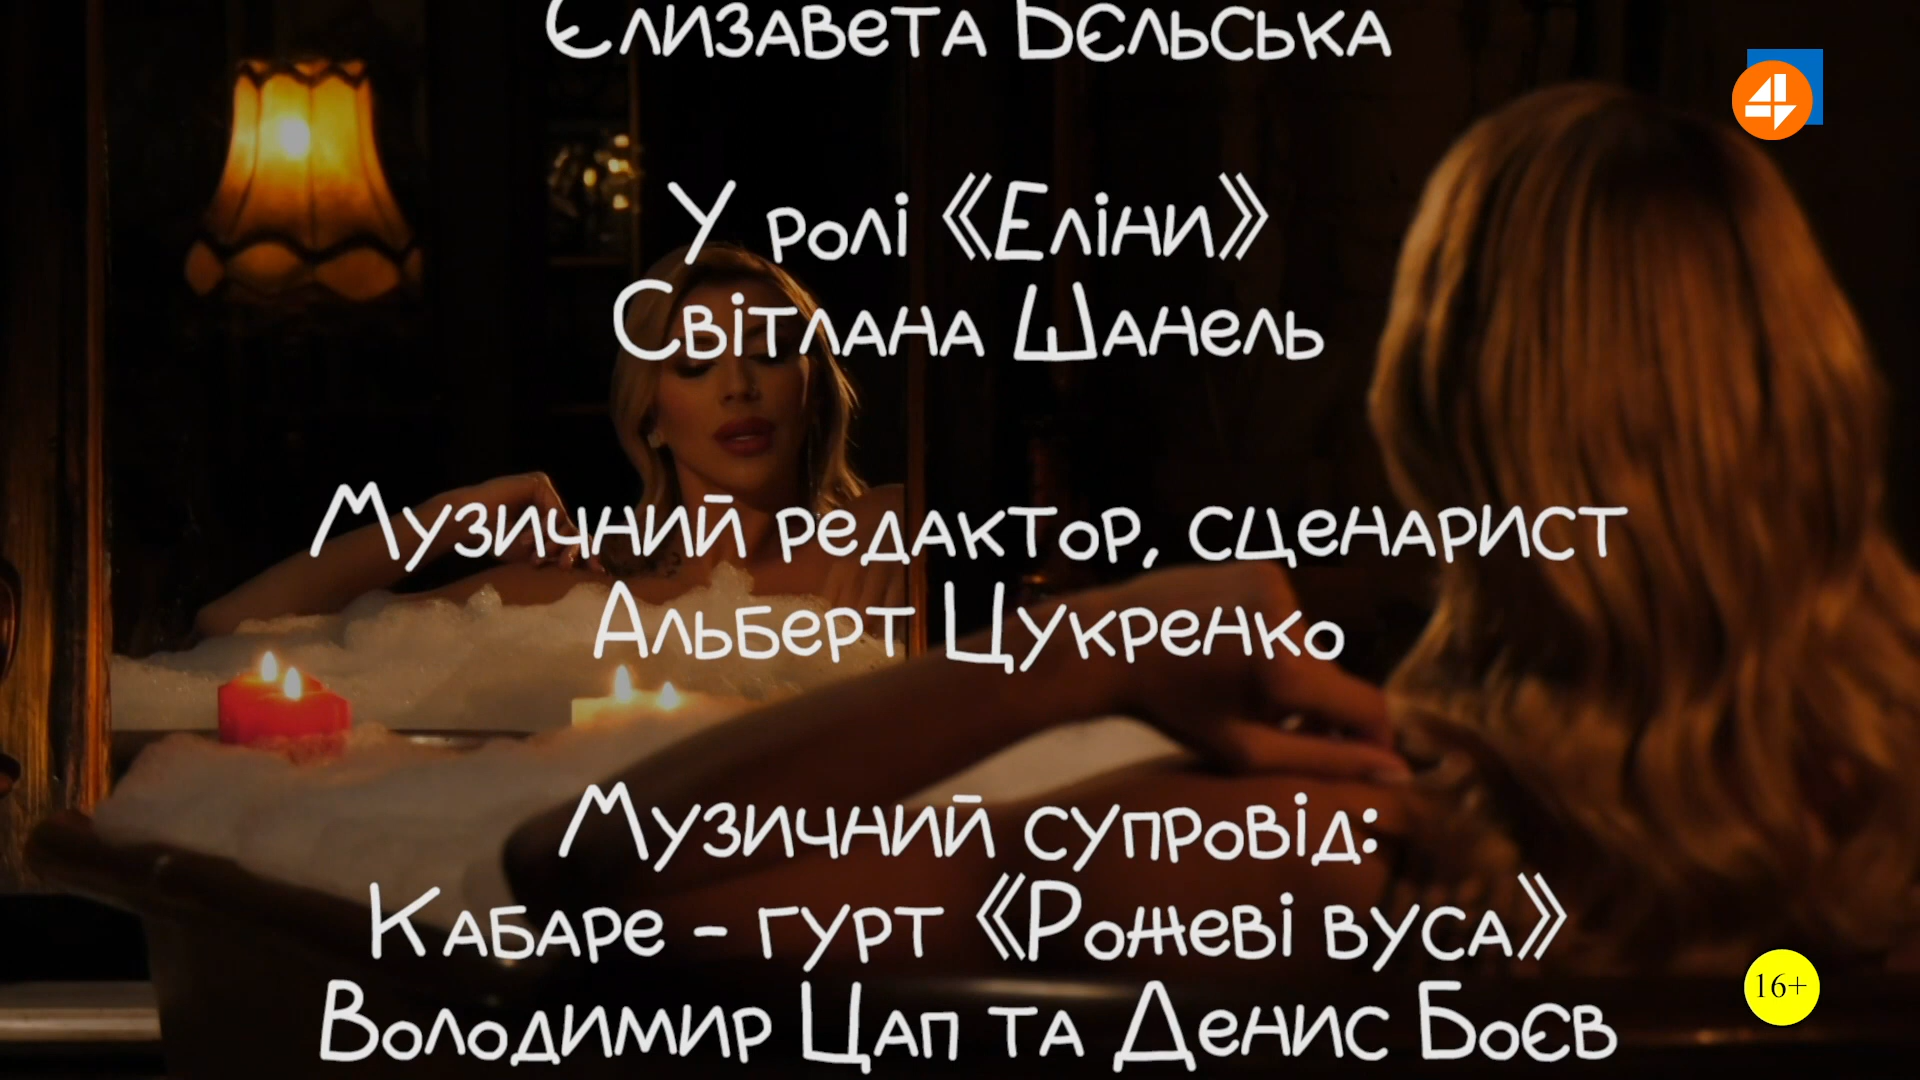 Єлизавета Бєльська
4
У ролі《Еліни》
Світлана Шанель
Музичний редактор, сценарист
Альберт Цукренко
Музичний супровід:
Кабаре - гурт《Рожеві вуса》
Володимир Цап та Денис Боєв
16+